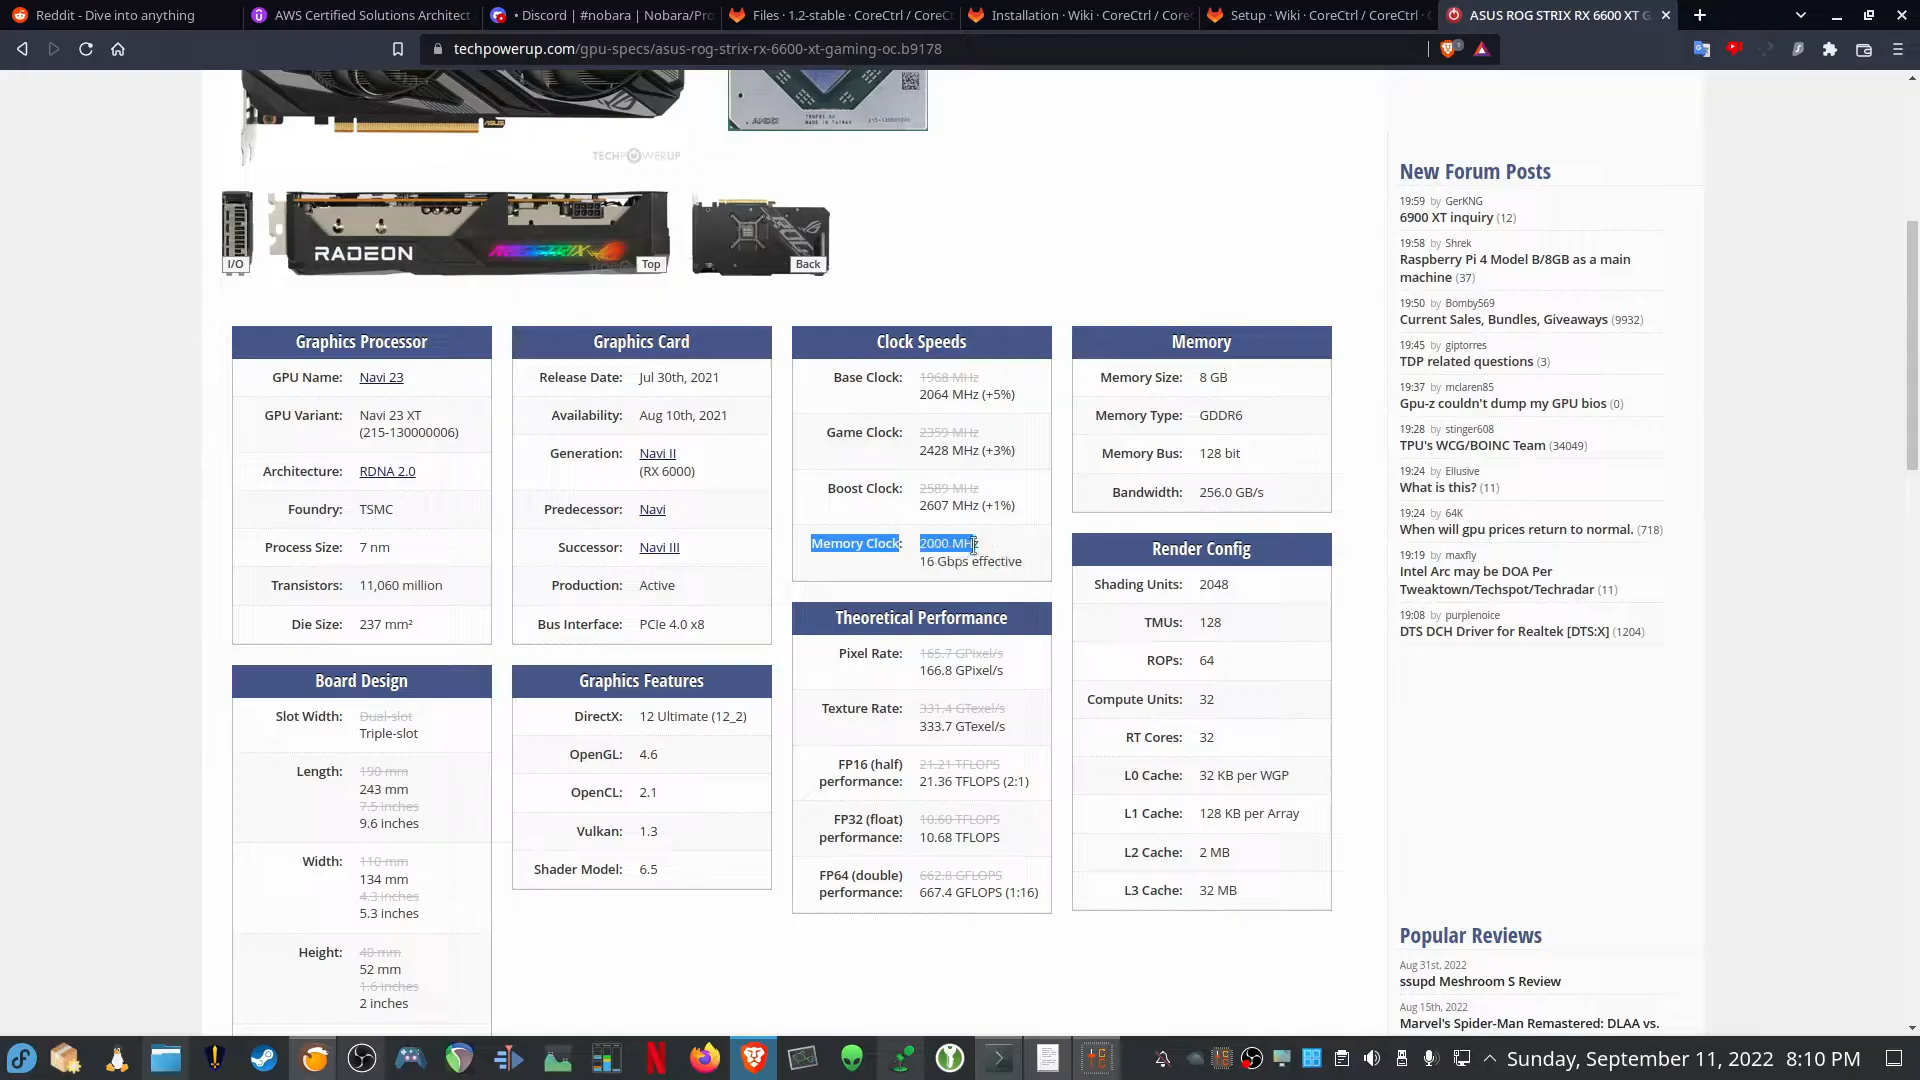 Reddit - Dive into anything
AWS Certified Solutions Architect
• Discord | #nobara | Nobara/Pro
Files · 1.2-stable · CoreCtrl / CoreC
Installation · Wiki · CoreCtrl / Core
Setup · Wiki · CoreCtrl / CoreCtrl ·
ASUS ROG STRIX RX 6600 XT G
techpowerup.com/gpu-specs/asus-rog-strix-rx-6600-xt-gaming-oc.b9178
AMD
TECHPOWERUP
RADEON
I/O
Top
Back
Graphics Processor
GPU Name: Navi 23
GPU Variant: Navi 23 XT
(215-130000006)
Architecture: RDNA 2.0
Foundry: TSMC
Process Size: 7 nm
Transistors: 11,060 million
Die Size: 237 mm²
Board Design
Slot Width: Dual-slot
Triple-slot
Length: 190 mm
243 mm
7.5 inches
9.6 inches
Width: 110 mm
134 mm
4.3 inches
5.3 inches
Height: 40 mm
52 mm
1.6 inches
2 inches
Graphics Card
Release Date: Jul 30th, 2021
Availability: Aug 10th, 2021
Generation: Navi II
(RX 6000)
Predecessor: Navi
Successor: Navi III
Production: Active
Bus Interface: PCIe 4.0 x8
Graphics Features
DirectX: 12 Ultimate (12_2)
OpenGL: 4.6
OpenCL: 2.1
Vulkan: 1.3
Shader Model: 6.5
Clock Speeds
Base Clock: 1968 MHz
2064 MHz (+5%)
Game Clock: 2359 MHz
2428 MHz (+3%)
Boost Clock: 2589 MHz
2607 MHz (+1%)
Memory Clock: 2000 MHz
16 Gbps effective
Theoretical Performance
Pixel Rate: 165.7 GPixel/s
166.8 GPixel/s
Texture Rate: 331.4 GTexel/s
333.7 GTexel/s
FP16 (half) performance: 21.21 TFLOPS
21.36 TFLOPS (2:1)
FP32 (float) performance: 10.60 TFLOPS
10.68 TFLOPS
FP64 (double) performance: 662.8 GFLOPS
667.4 GFLOPS (1:16)
Memory
Memory Size: 8 GB
Memory Type: GDDR6
Memory Bus: 128 bit
Bandwidth: 256.0 GB/s
Render Config
Shading Units: 2048
TMUs: 128
ROPs: 64
Compute Units: 32
RT Cores: 32
L0 Cache: 32 KB per WGP
L1 Cache: 128 KB per Array
L2 Cache: 2 MB
L3 Cache: 32 MB
New Forum Posts
19:59 by GerKNG
6900 XT inquiry (12)
19:58 by Shrek
Raspberry Pi 4 Model B/8GB as a main
machine (37)
19:50 by Bomby569
Current Sales, Bundles, Giveaways (9932)
19:45 by giptorres
TDP related questions (3)
19:37 by mclaren85
Gpu-z couldn't dump my GPU bios (0)
19:28 by stinger608
TPU's WCG/BOINC Team (34049)
19:24 by Ellusive
What is this? (11)
19:24 by 64K
When will gpu prices return to normal. (718)
19:19 by maxfly
Intel Arc may be DOA Per
Tweaktown/Techspot/Techradar (11)
19:08 by purplenoice
DTS DCH Driver for Realtek [DTS:X] (1204)
Popular Reviews
Aug 31st, 2022
ssupd Meshroom S Review
Aug 15th, 2022
Marvel's Spider-Man Remastered: DLAA vs.
Sunday, September 11, 2022 8:10 PM